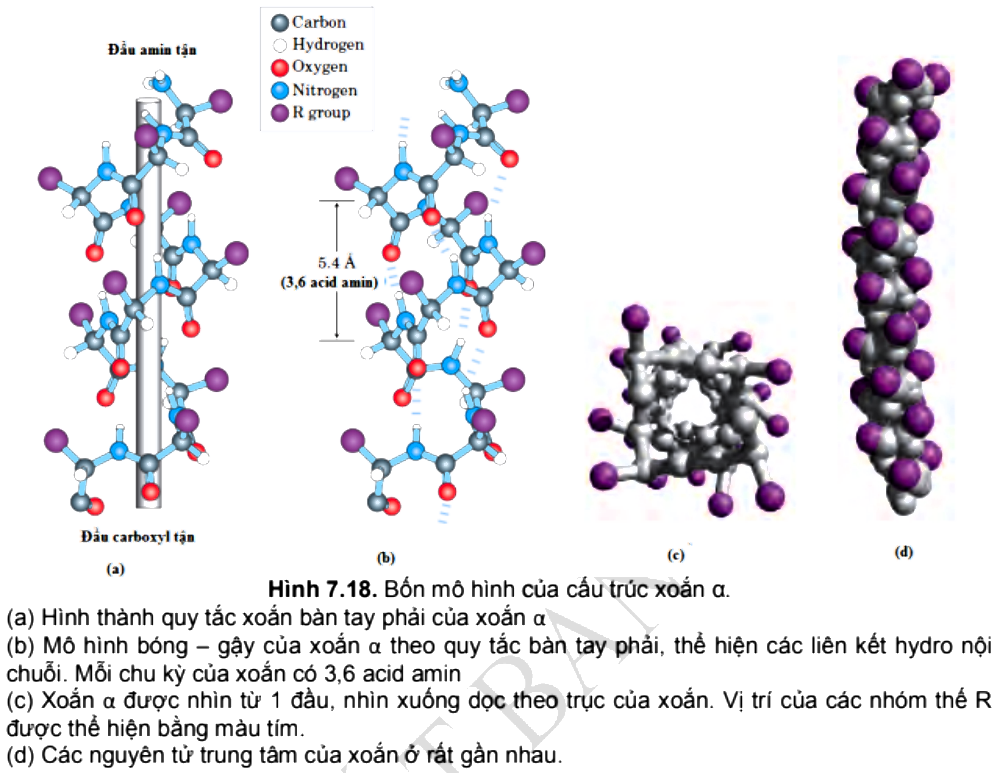 Đầu amin tận
Carbon
Hydrogen
Oxygen
Nitrogen
R group
5.4 Å
(3,6 acid amin)
Đầu carboxyl tận
(a)
(b)
(c)
(d)
Hình 7.18. Bốn mô hình của cấu trúc xoắn α.
(a) Hình thành quy tắc xoắn bàn tay phải của xoắn α
(b) Mô hình bóng – gậy của xoắn α theo quy tắc bàn tay phải, thể hiện các liên kết hydro nội
chuỗi. Mỗi chu kỳ của xoắn có 3,6 acid amin
(c) Xoắn α được nhìn từ 1 đầu, nhìn xuống dọc theo trục của xoắn. Vị trí của các nhóm thế R
được thể hiện bằng màu tím.
(d) Các nguyên tử trung tâm của xoắn ở rất gần nhau.